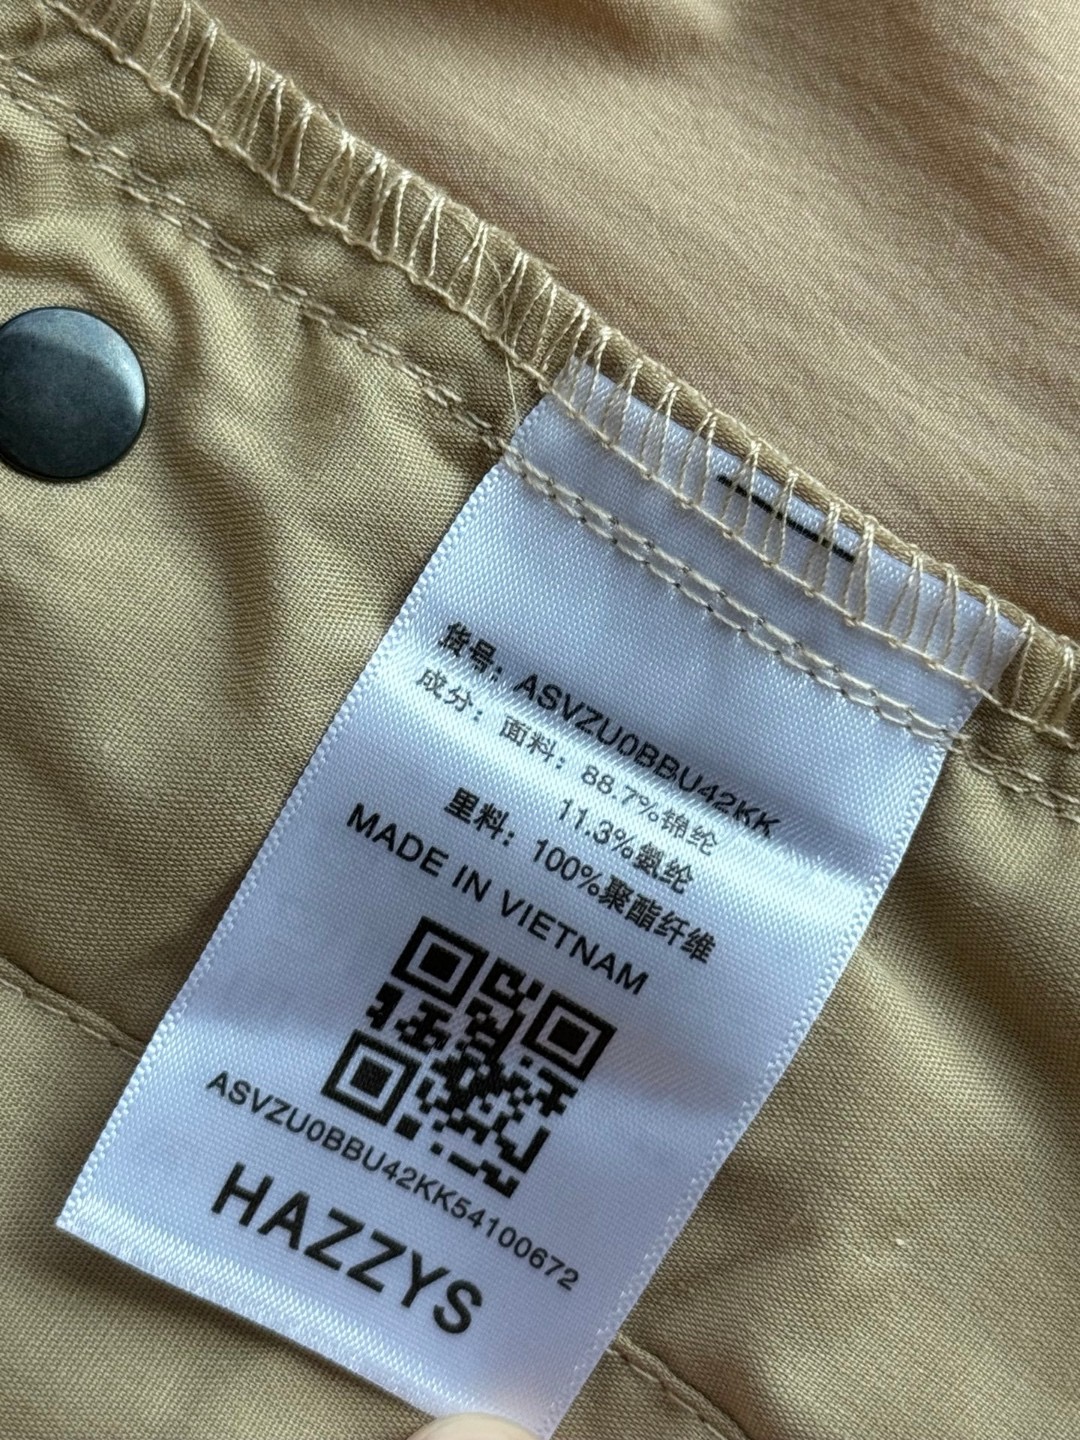 货号: ASVZU0BBU42KK
成分: 面料: 88.7%锦纶
11.3%氨纶
里料: 100%聚酯纤维
MADE IN VIETNAM
ASVZU0BBU42KK54100672
HAZZYS